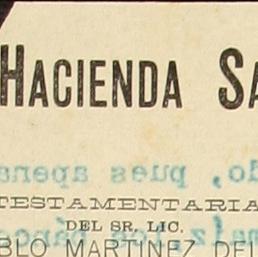 HACIENDA SA
TESTAMENTARIA
DEL SR. LIC.
BLO MARTINEZ DEL